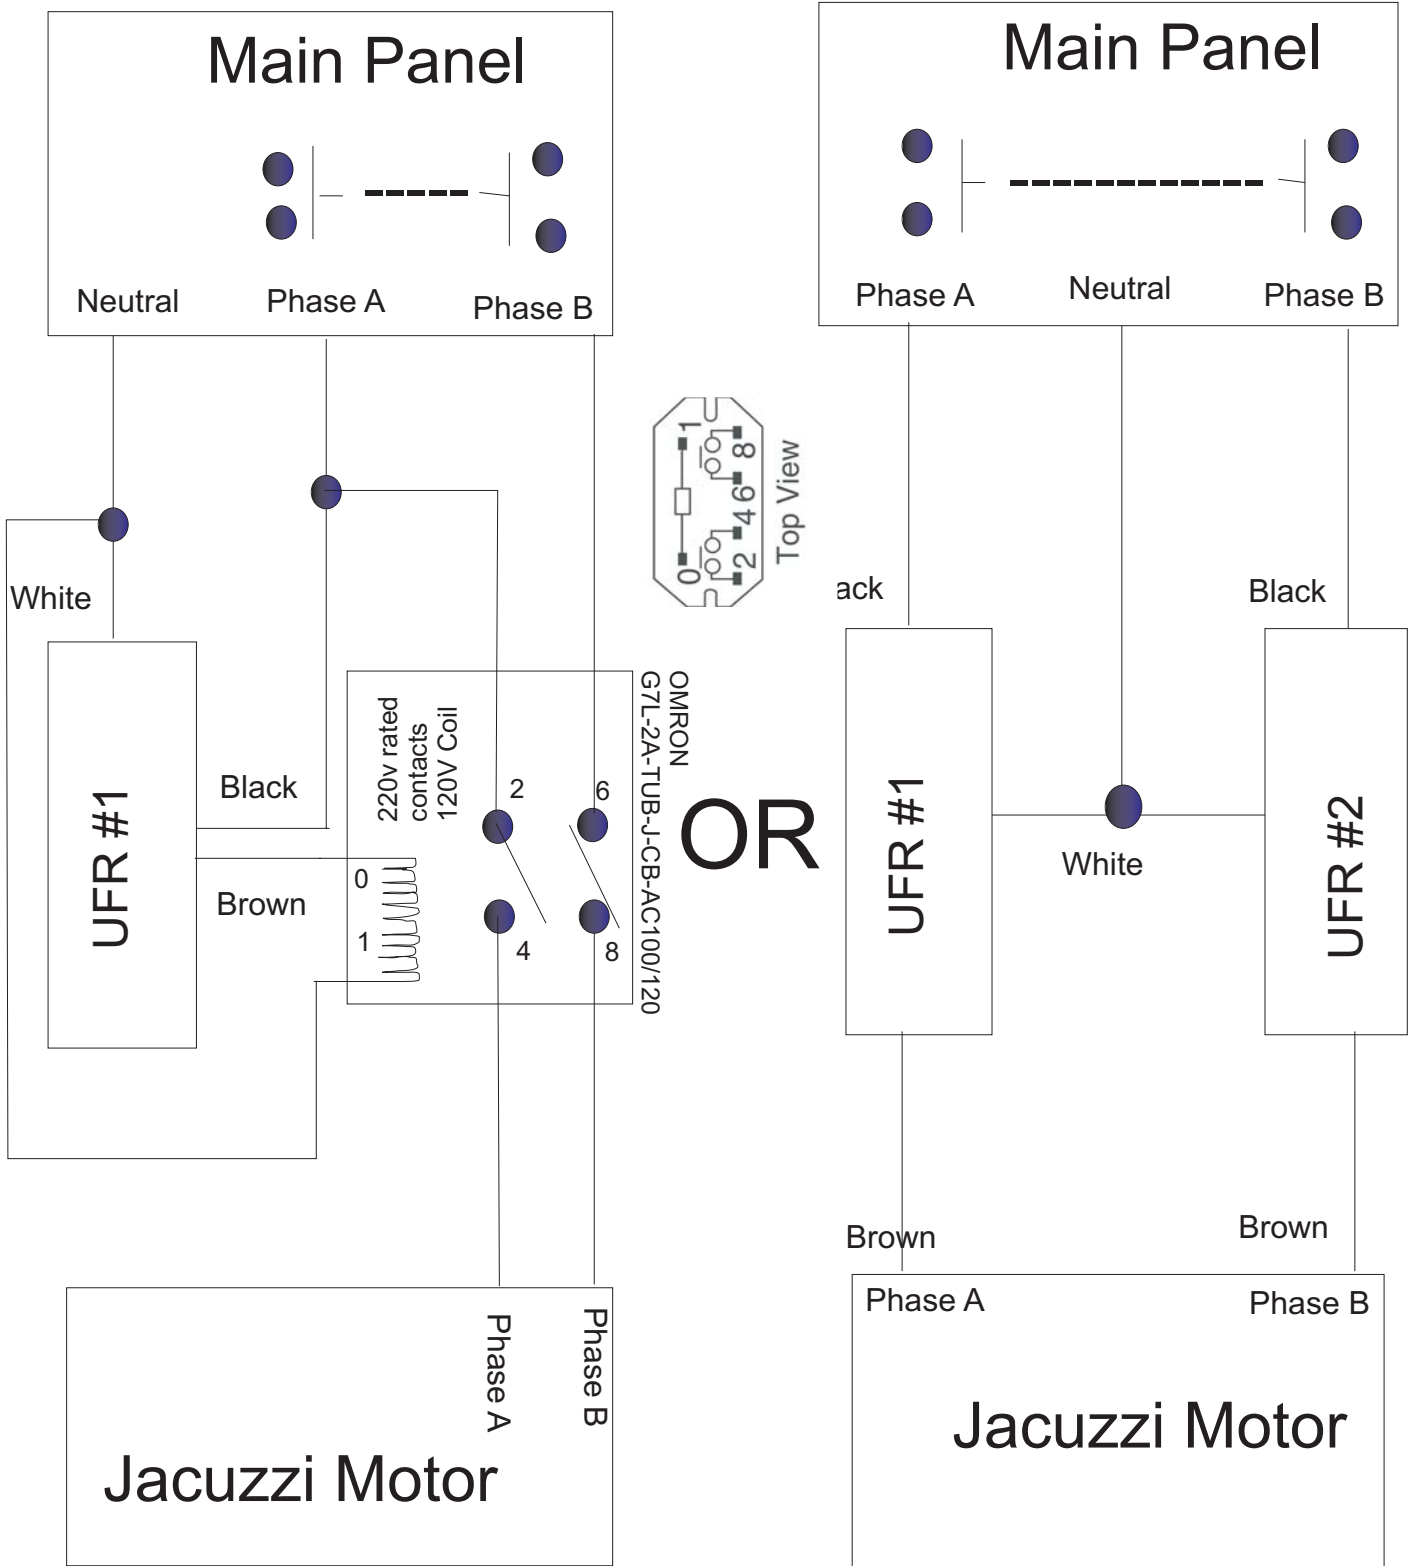 Main Panel
Neutral
Phase A
Phase B
White
Black
Brown
UFR #1
220v rated
contacts
120V Coil
0
1
2
6
4
8
OMRON
G7L-2A-TUB-J-CB-AC100/120
Phase A
Phase B
Jacuzzi Motor
0
1
2 4 6 8
Top View
OR
Main Panel
Phase A
Neutral
Phase B
ack
Black
UFR #1
White
UFR #2
Brown
Brown
Phase A
Phase B
Jacuzzi Motor